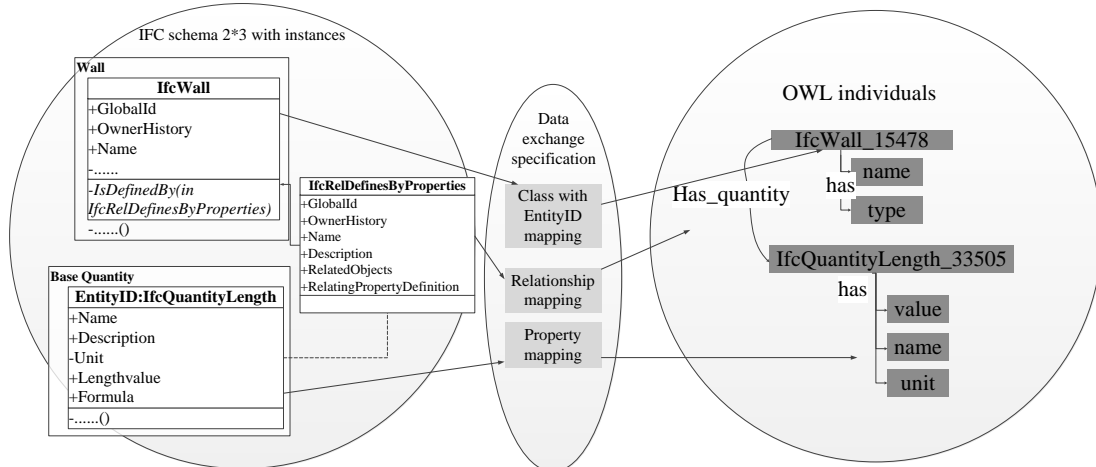 IFC schema 2*3 with instances
Wall
IfcWall
+GlobalId
+OwnerHistory
+Name
-......
-IsDefinedBy(in
IfcRelDefinesByProperties)
-......()
IfcRelDefinesByProperties
+GlobalId
+OwnerHistory
+Name
+Description
+RelatedObjects
+RelatingPropertyDefinition
Base Quantity
EntityID:IfcQuantityLength
+Name
+Description
-Unit
+Lengthvalue
+Formula
-......()
Data
exchange
specification
Class with
EntityID
mapping
Relationship
mapping
Property
mapping
OWL individuals
IfcWall_15478
name
has
type
Has_quantity
IfcQuantityLength_33505
has
value
name
unit